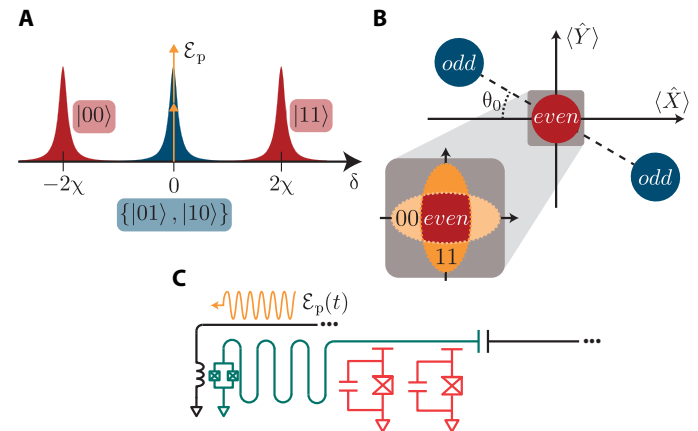 A
ℰp
|00⟩
|11⟩
−2χ
0
2χ
δ
{|01⟩, |10⟩}
B
⟨Ŷ⟩
odd
θ0
⟨X̂⟩
even
odd
00
even
11
C
ℰp(t)